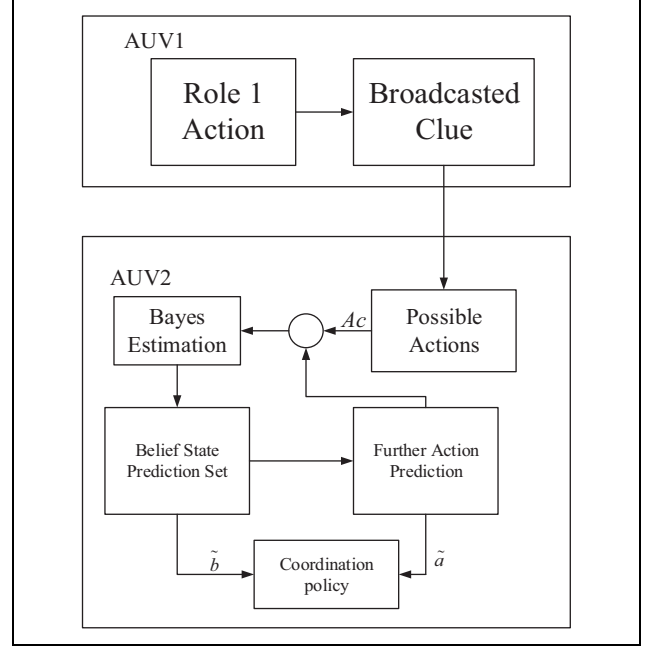 AUV1
Role 1
Action
Broadcasted
Clue
AUV2
Bayes
Estimation
Ac
Possible
Actions
Belief State
Prediction Set
Further Action
Prediction
b̃
Coordination
policy
ã